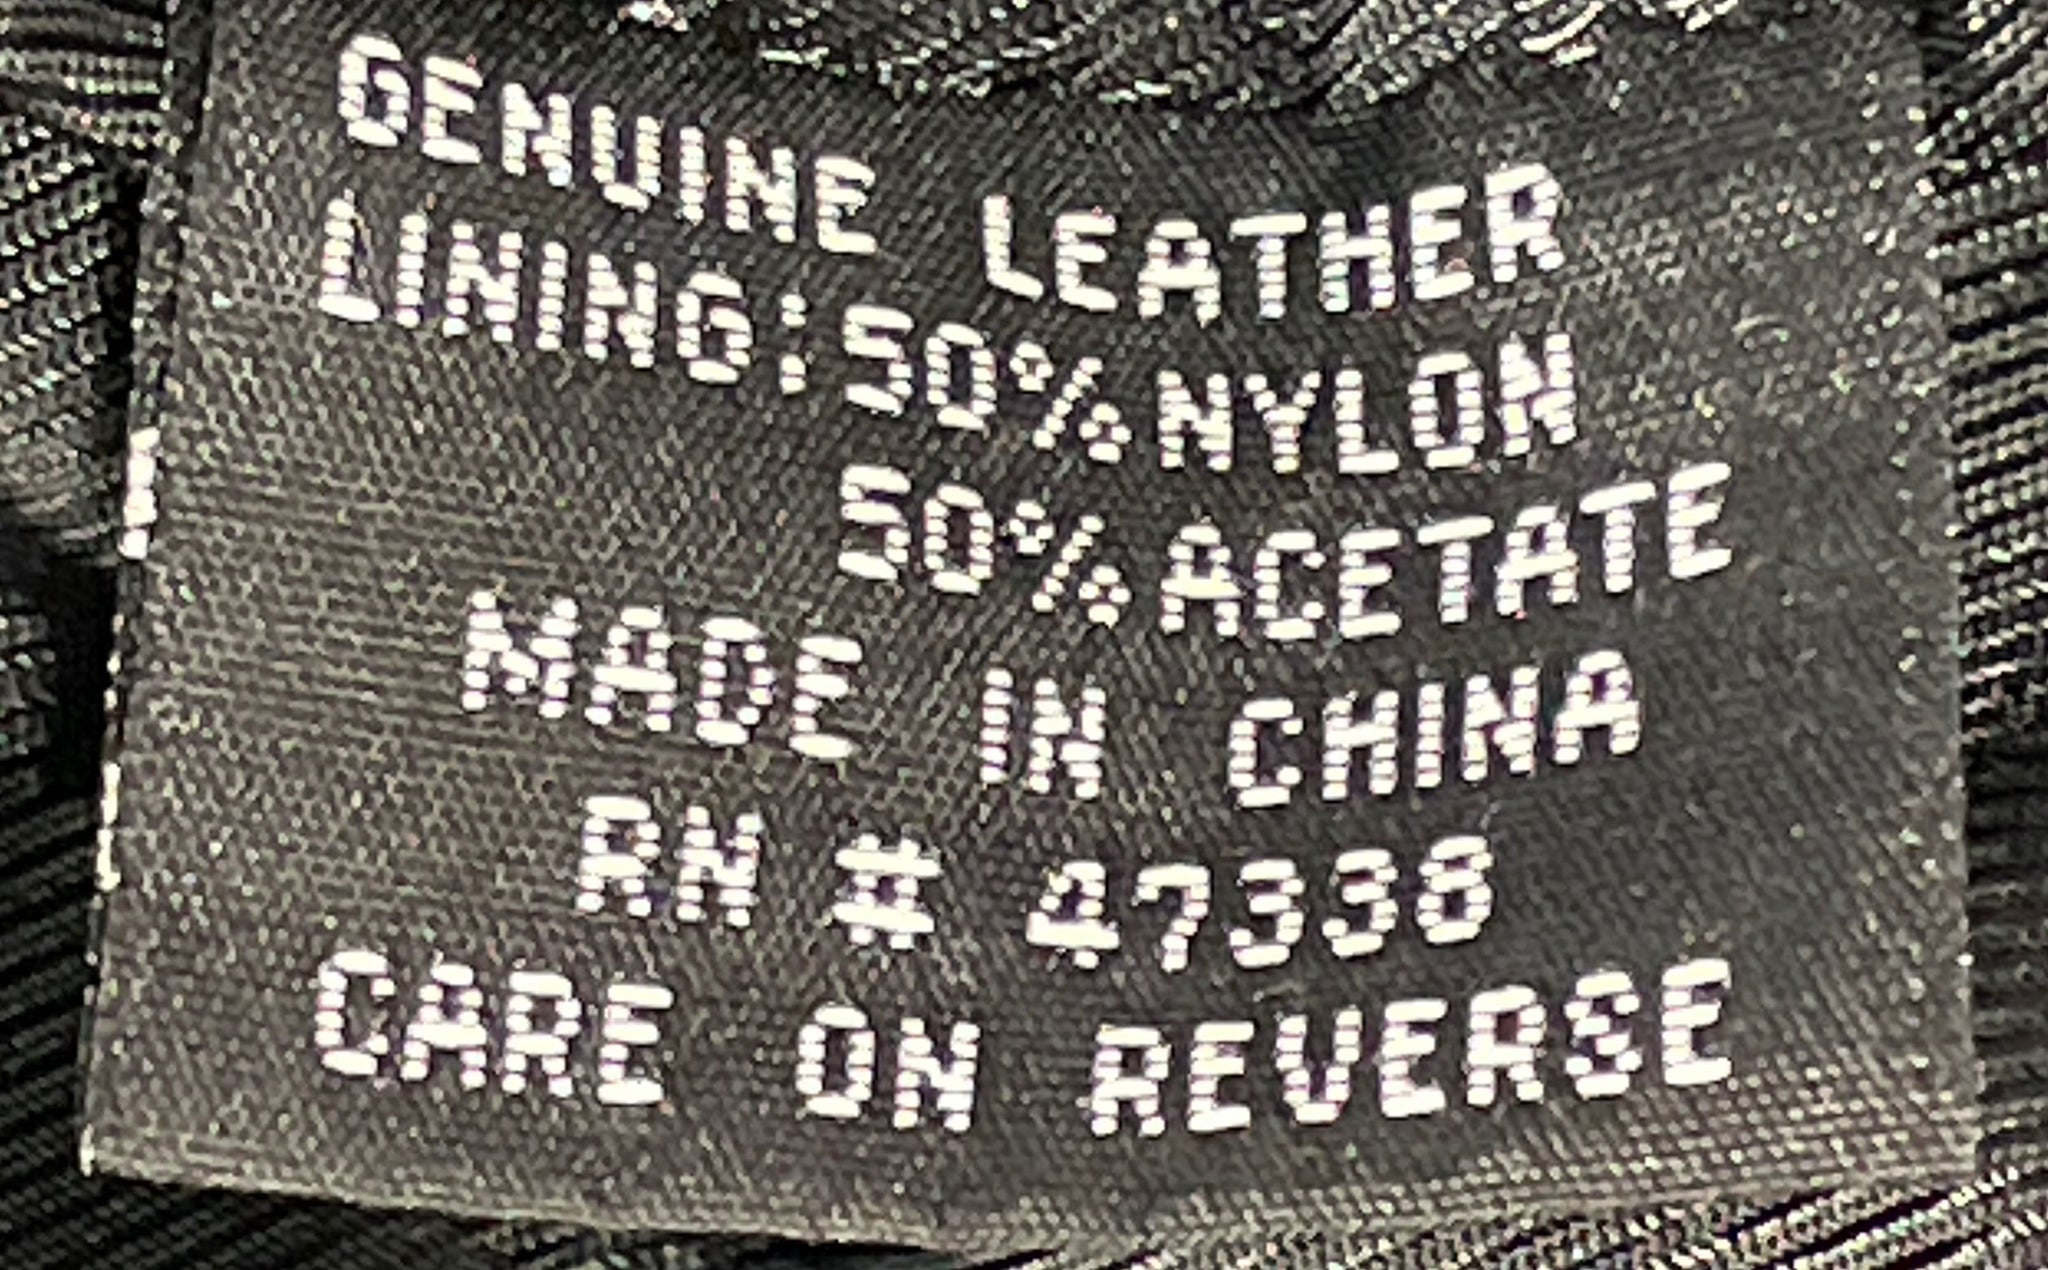 GENUINE LEATHER
LINING:50%NYLON
50%ACETATE
MADE IN CHINA
RN # 47338
CARE ON REVERSE